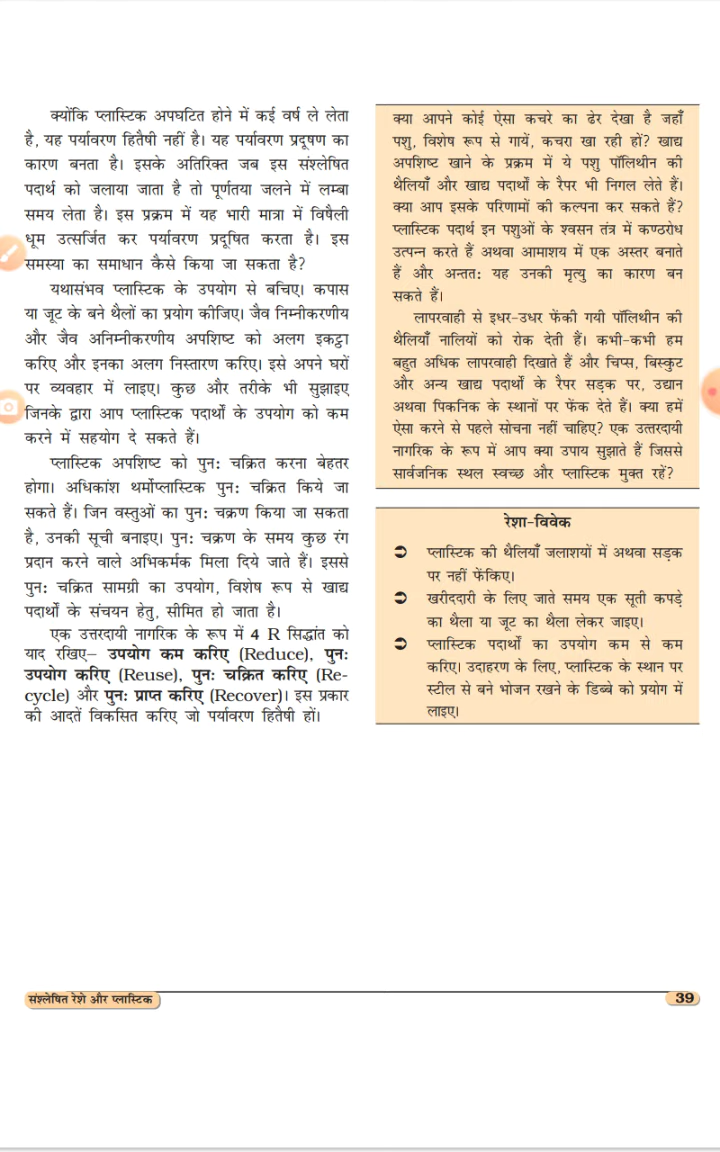 क्योंकि प्लास्टिक अपघटित होने में कई वर्ष ले लेता
है, यह पर्यावरण हितैषी नहीं है। यह पर्यावरण प्रदूषण का
कारण बनता है। इसके अतिरिक्त जब इस संश्लेषित
पदार्थ को जलाया जाता है तो पूर्णतया जलने में लम्बा
समय लेता है। इस प्रक्रम में यह भारी मात्रा में विषैली
धूम उत्सर्जित कर पर्यावरण प्रदूषित करता है। इस
समस्या का समाधान कैसे किया जा सकता है?
यथासंभव प्लास्टिक के उपयोग से बचिए। कपास
या जूट के बने थैलों का प्रयोग कीजिए। जैव निम्नीकरणीय
और जैव अनिम्नीकरणीय अपशिष्ट को अलग इकट्ठा
करिए और इनका अलग निस्तारण करिए। इसे अपने घरों
पर व्यवहार में लाइए। कुछ और तरीके भी सुझाइए
जिनके द्वारा आप प्लास्टिक पदार्थों के उपयोग को कम
करने में सहयोग दे सकते हैं।
प्लास्टिक अपशिष्ट को पुनः चक्रित करना बेहतर
होगा। अधिकांश थर्मोप्लास्टिक पुनः चक्रित किये जा
सकते हैं। जिन वस्तुओं का पुनः चक्रण किया जा सकता
है, उनकी सूची बनाइए। पुनः चक्रण के समय कुछ रंग
प्रदान करने वाले अभिकर्मक मिला दिये जाते हैं। इससे
पुनः चक्रित सामग्री का उपयोग, विशेष रूप से खाद्य
पदार्थों के संचयन हेतु, सीमित हो जाता है।
एक उत्तरदायी नागरिक के रूप में 4 R सिद्धांत को
याद रखिए– उपयोग कम करिए (Reduce), पुनः
उपयोग करिए (Reuse), पुनः चक्रित करिए (Re-
cycle) और पुनः प्राप्त करिए (Recover)। इस प्रकार
की आदतें विकसित करिए जो पर्यावरण हितैषी हों।
क्या आपने कोई ऐसा कचरे का ढेर देखा है जहाँ
पशु, विशेष रूप से गायें, कचरा खा रही हों? खाद्य
अपशिष्ट खाने के प्रक्रम में ये पशु पॉलिथीन की
थैलियाँ और खाद्य पदार्थों के रैपर भी निगल लेते हैं।
क्या आप इसके परिणामों की कल्पना कर सकते हैं?
प्लास्टिक पदार्थ इन पशुओं के श्वसन तंत्र में कण्ठरोध
उत्पन्न करते हैं अथवा आमाशय में एक अस्तर बनाते
हैं और अन्ततः यह उनकी मृत्यु का कारण बन
सकते हैं।
लापरवाही से इधर-उधर फेंकी गयी पॉलिथीन की
थैलियाँ नालियों को रोक देती हैं। कभी-कभी हम
बहुत अधिक लापरवाही दिखाते हैं और चिप्स, बिस्कुट
और अन्य खाद्य पदार्थों के रैपर सड़क पर, उद्यान
अथवा पिकनिक के स्थानों पर फेंक देते हैं। क्या हमें
ऐसा करने से पहले सोचना नहीं चाहिए? एक उत्तरदायी
नागरिक के रूप में आप क्या उपाय सुझाते हैं जिससे
सार्वजनिक स्थल स्वच्छ और प्लास्टिक मुक्त रहें?
रेशा-विवेक
➲ प्लास्टिक की थैलियाँ जलाशयों में अथवा सड़क
पर नहीं फेंकिए।
➲ खरीददारी के लिए जाते समय एक सूती कपड़े
का थैला या जूट का थैला लेकर जाइए।
➲ प्लास्टिक पदार्थों का उपयोग कम से कम
करिए। उदाहरण के लिए, प्लास्टिक के स्थान पर
स्टील से बने भोजन रखने के डिब्बे को प्रयोग में
लाइए।
संश्लेषित रेशे और प्लास्टिक
39